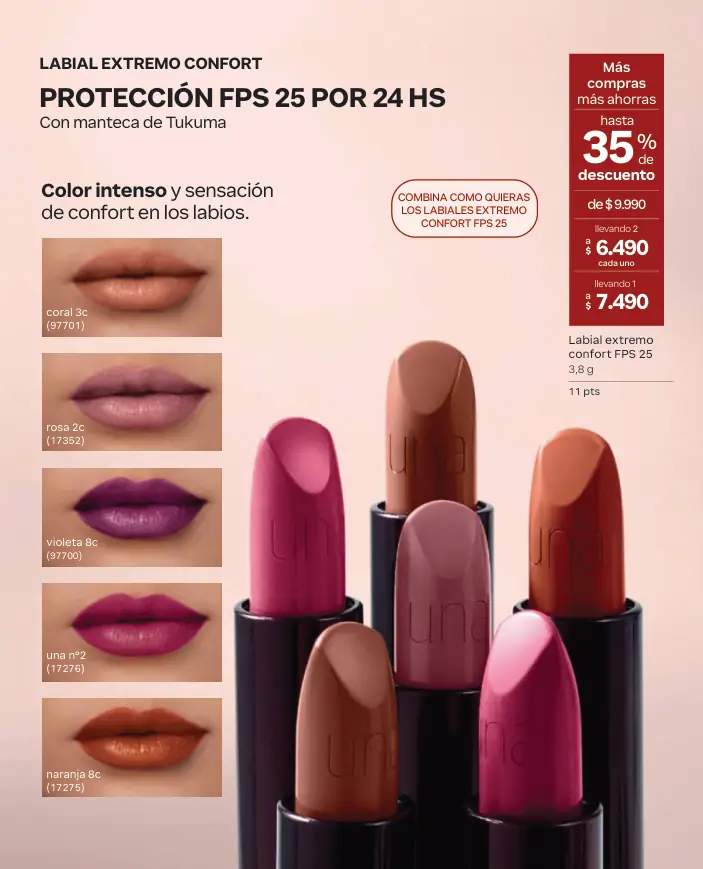 LABIAL EXTREMO CONFORT
PROTECCIÓN FPS 25 POR 24 HS
Con manteca de Tukuma
Color intenso y sensación
de confort en los labios.
COMBINA COMO QUIERAS
LOS LABIALES EXTREMO
CONFORT FPS 25
Más
compras
más ahorras
hasta
35%
de
descuento
de $ 9.990
llevando 2
a $ 6.490
cada uno
llevando 1
a $ 7.490
Labial extremo
confort FPS 25
3,8 g
11 pts
coral 3c
(97701)
rosa 2c
(17352)
violeta 8c
(97700)
una nº2
(17276)
naranja 8c
(17275)
una
una
una
una
una
una